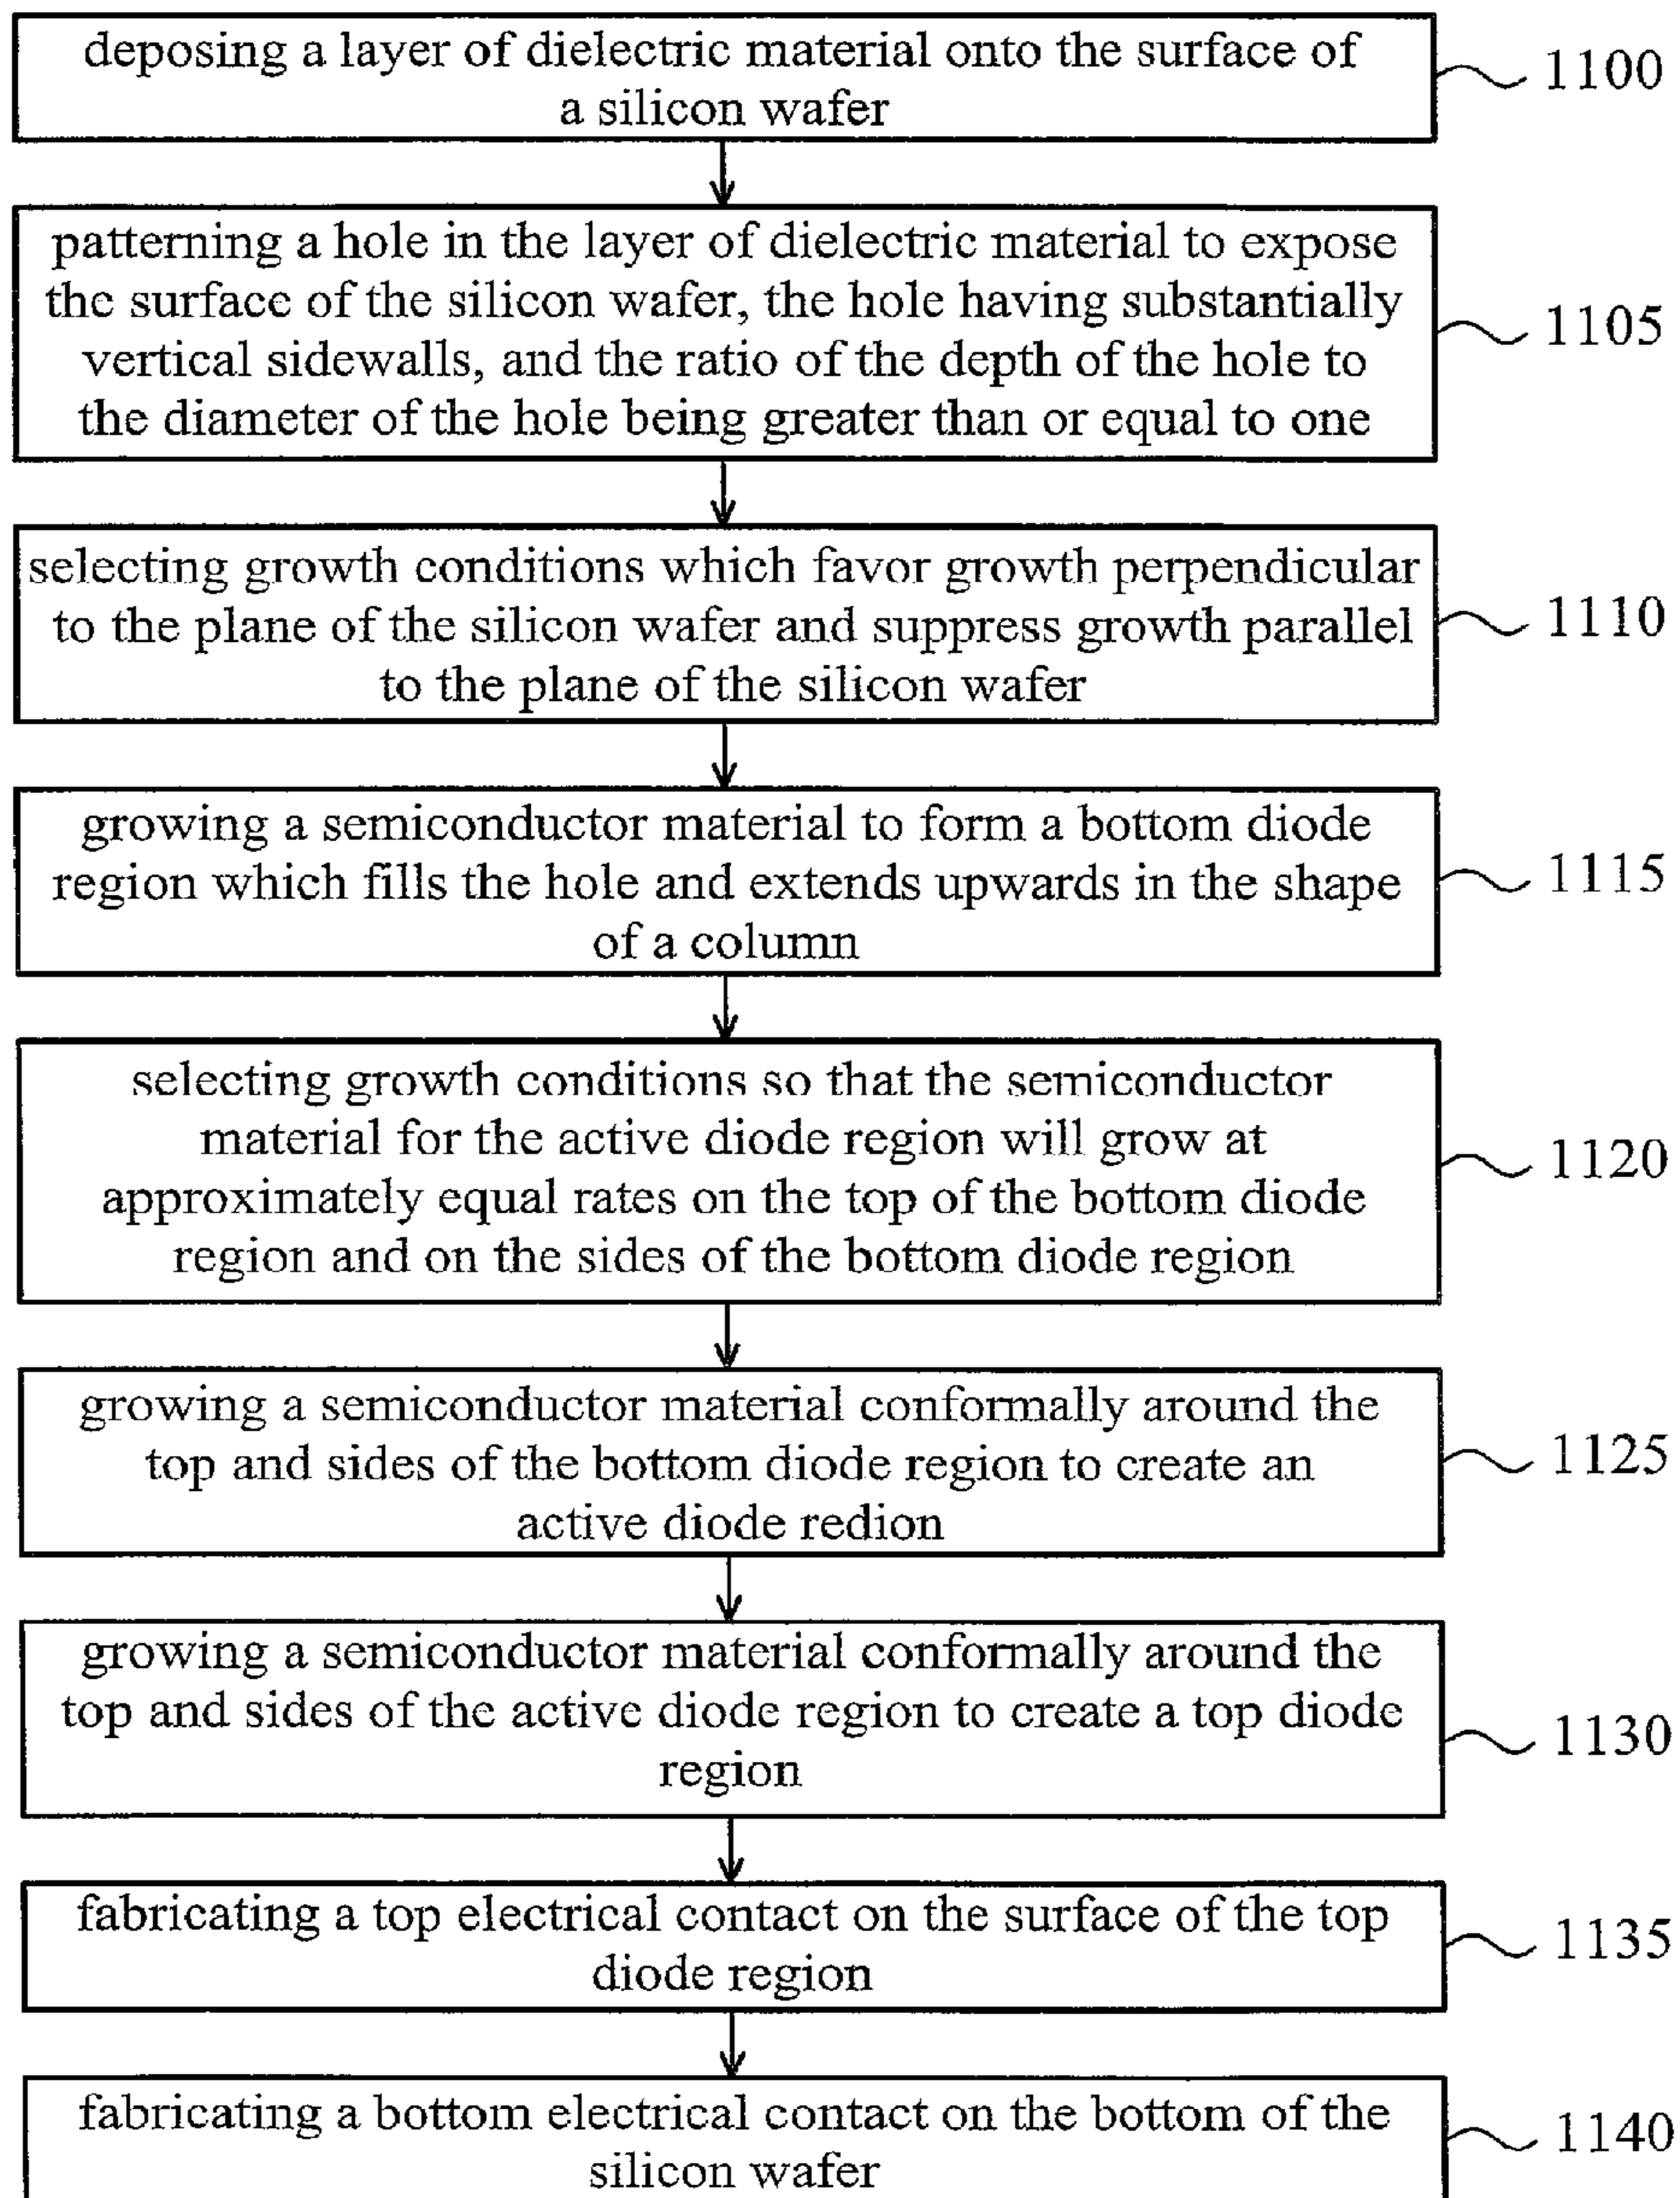 deposing a layer of dielectric material onto the surface of
a silicon wafer
1100
patterning a hole in the layer of dielectric material to expose
the surface of the silicon wafer, the hole having substantially
vertical sidewalls, and the ratio of the depth of the hole to
the diameter of the hole being greater than or equal to one
1105
selecting growth conditions which favor growth perpendicular
to the plane of the silicon wafer and suppress growth parallel
to the plane of the silicon wafer
1110
growing a semiconductor material to form a bottom diode
region which fills the hole and extends upwards in the shape
of a column
1115
selecting growth conditions so that the semiconductor
material for the active diode region will grow at
approximately equal rates on the top of the bottom diode
region and on the sides of the bottom diode region
1120
growing a semiconductor material conformally around the
top and sides of the bottom diode region to create an
active diode redion
1125
growing a semiconductor material conformally around the
top and sides of the active diode region to create a top diode
region
1130
fabricating a top electrical contact on the surface of the top
diode region
1135
fabricating a bottom electrical contact on the bottom of the
silicon wafer
1140